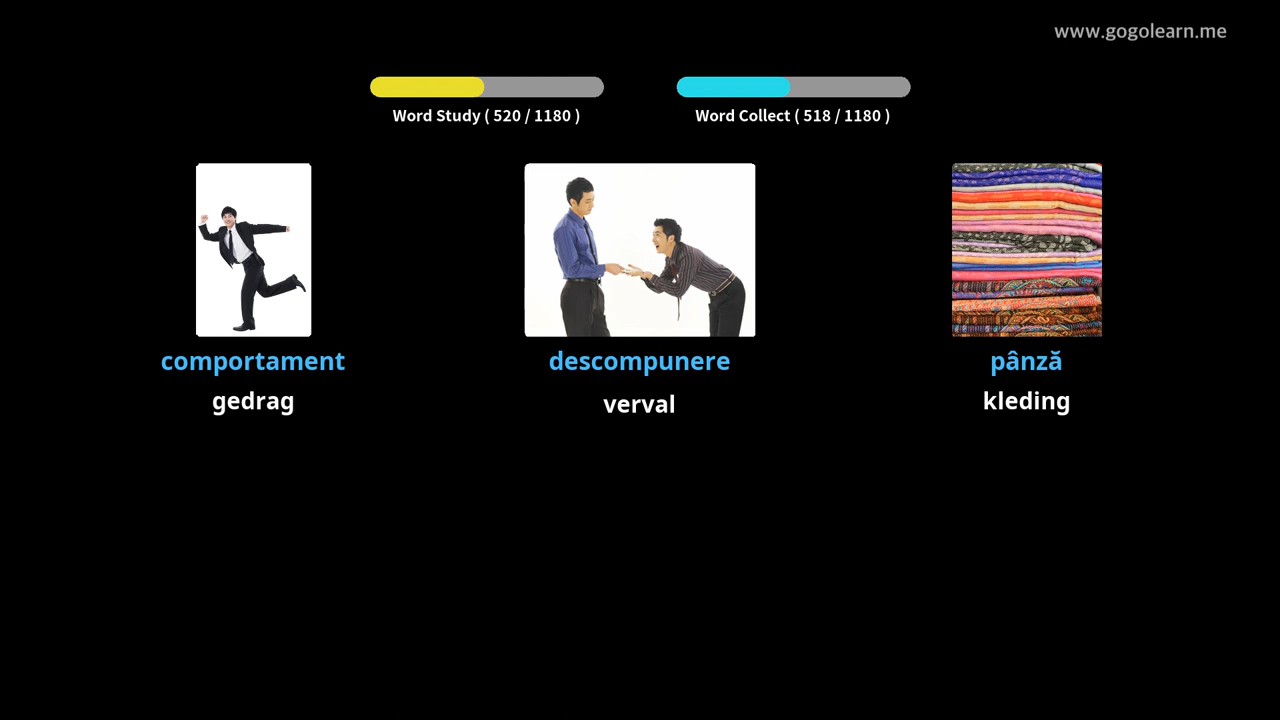 www.gogolearn.me
Word Study ( 520 / 1180 )
Word Collect ( 518 / 1180 )
comportament
descompunere
pânză
gedrag
verval
kleding